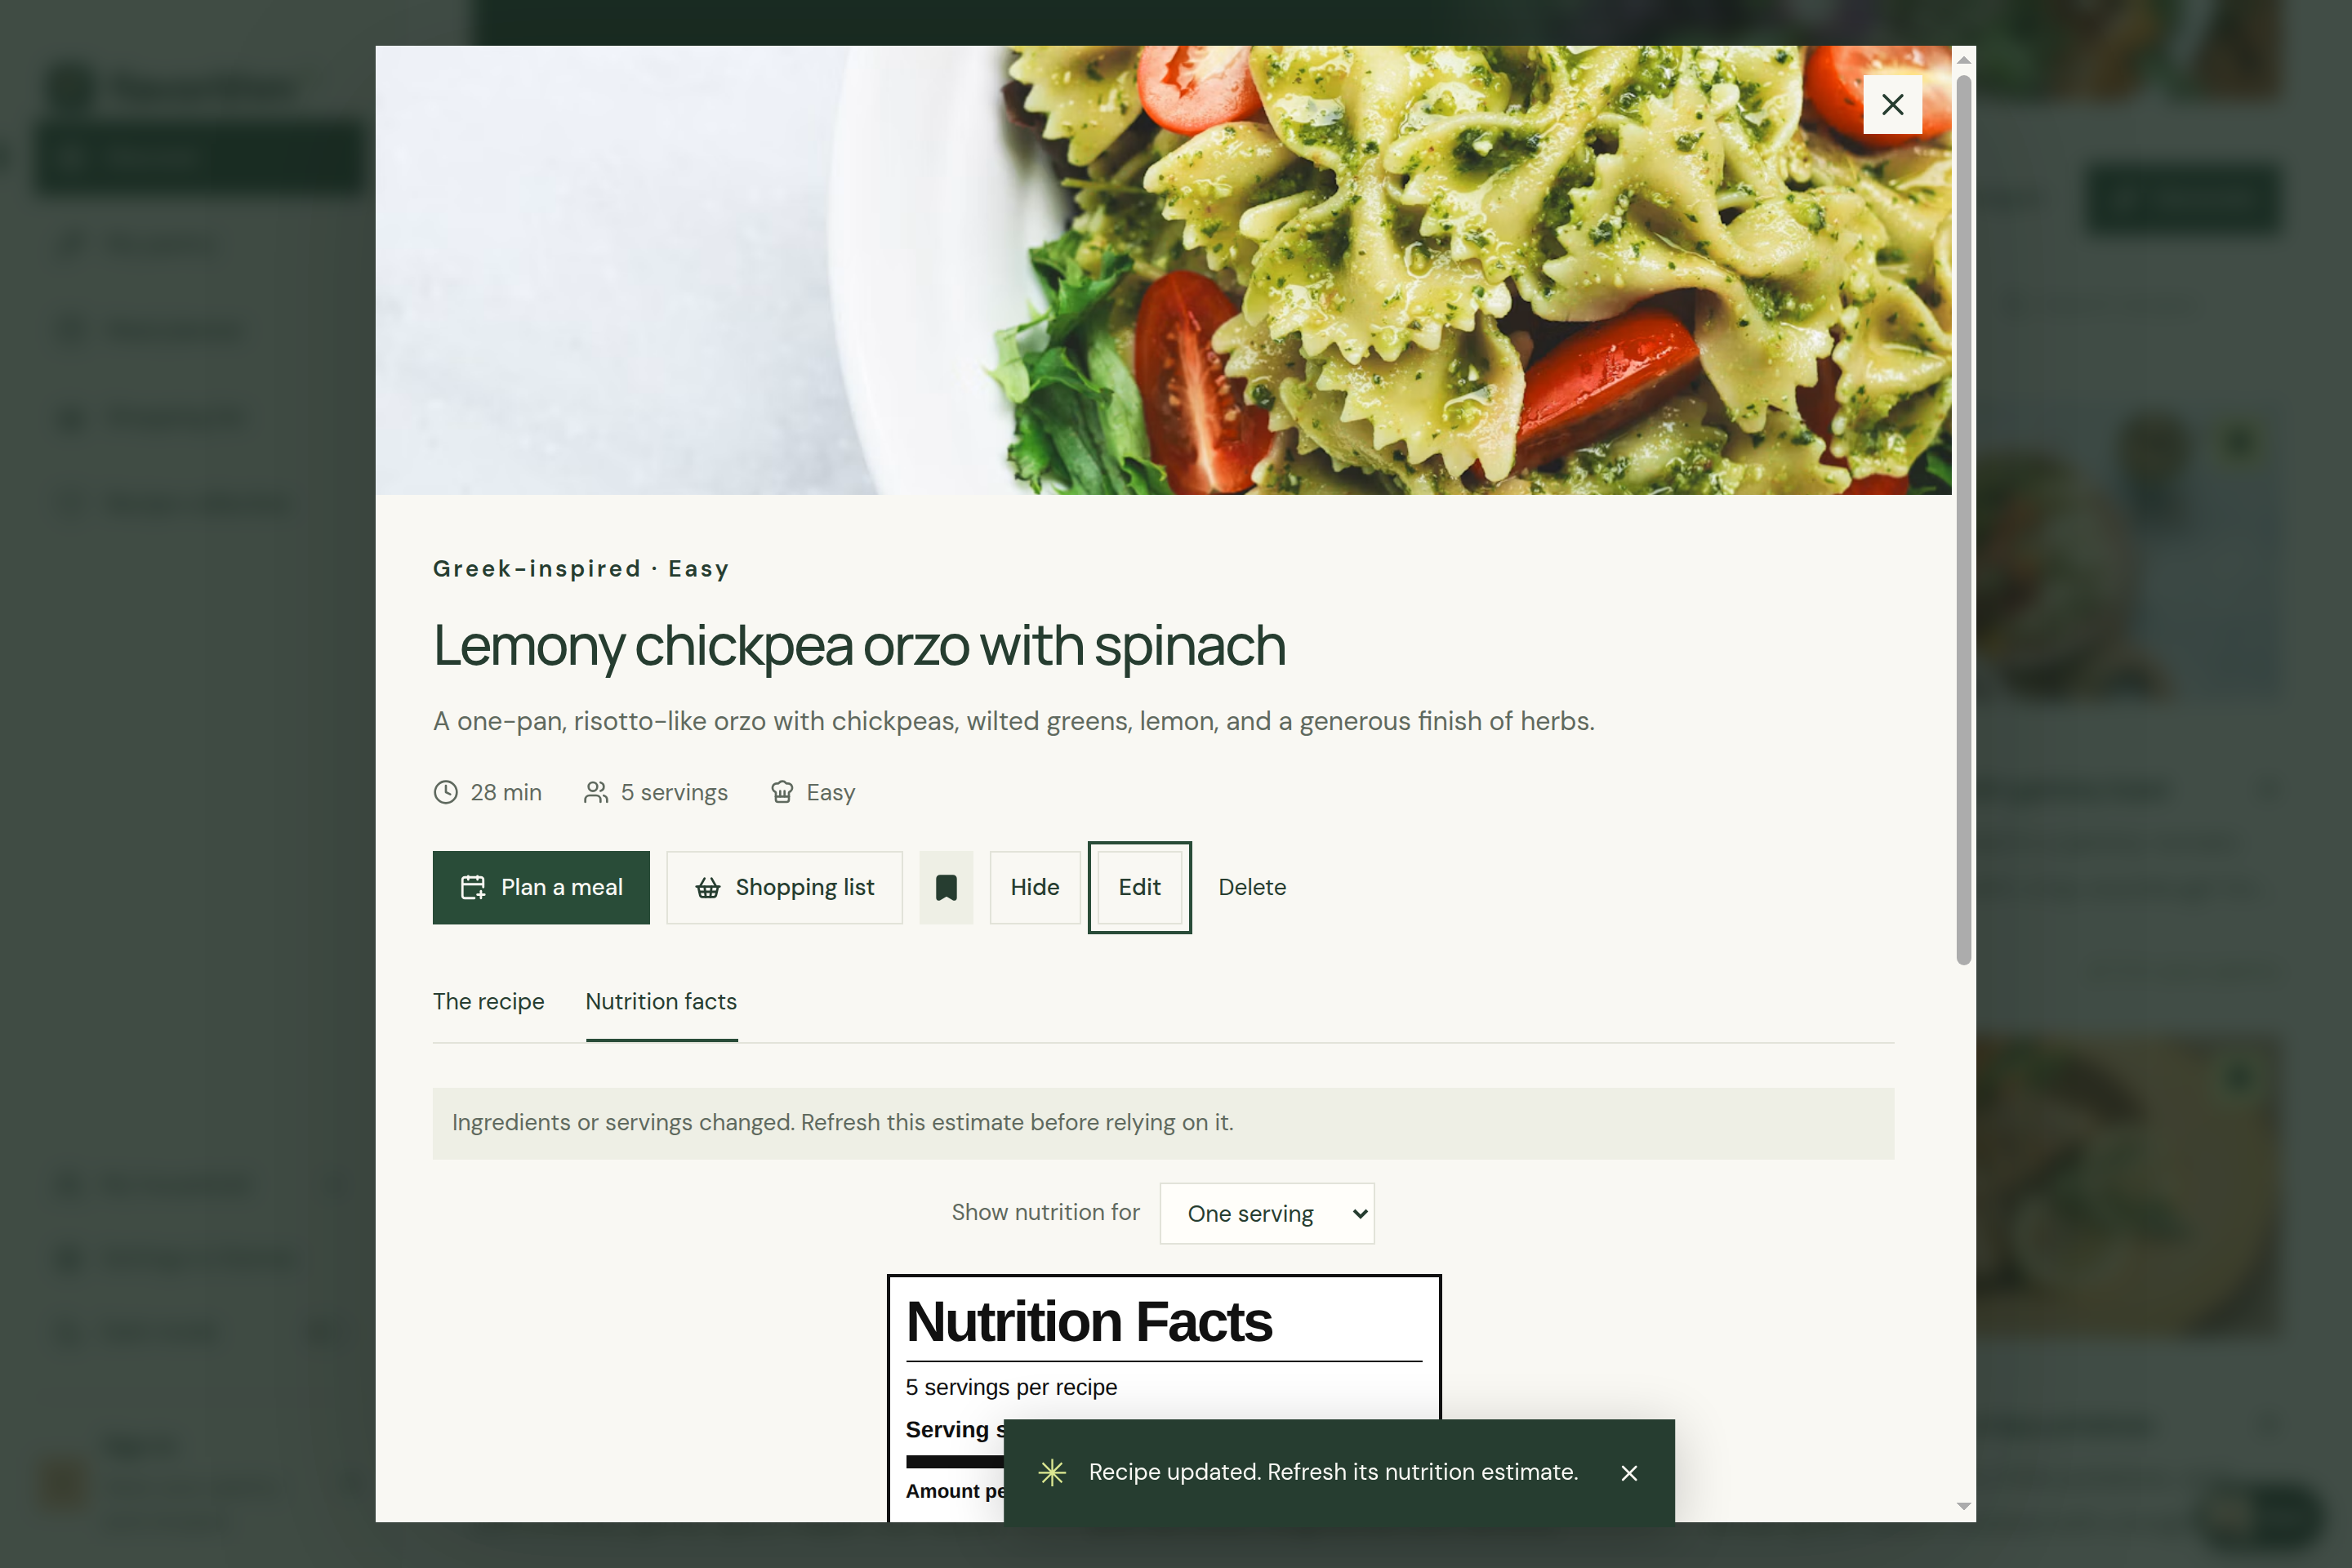 Greek-inspired · Easy
Lemony chickpea orzo with spinach
A one-pan, risotto-like orzo with chickpeas, wilted greens, lemon, and a generous finish of herbs.
28 min 5 servings Easy
Plan a meal Shopping list Hide Edit Delete
The recipe Nutrition facts
Ingredients or servings changed. Refresh this estimate before relying on it.
Show nutrition for One serving
Nutrition Facts
5 servings per recipe
Serving
Amount
Recipe updated. Refresh its nutrition estimate.